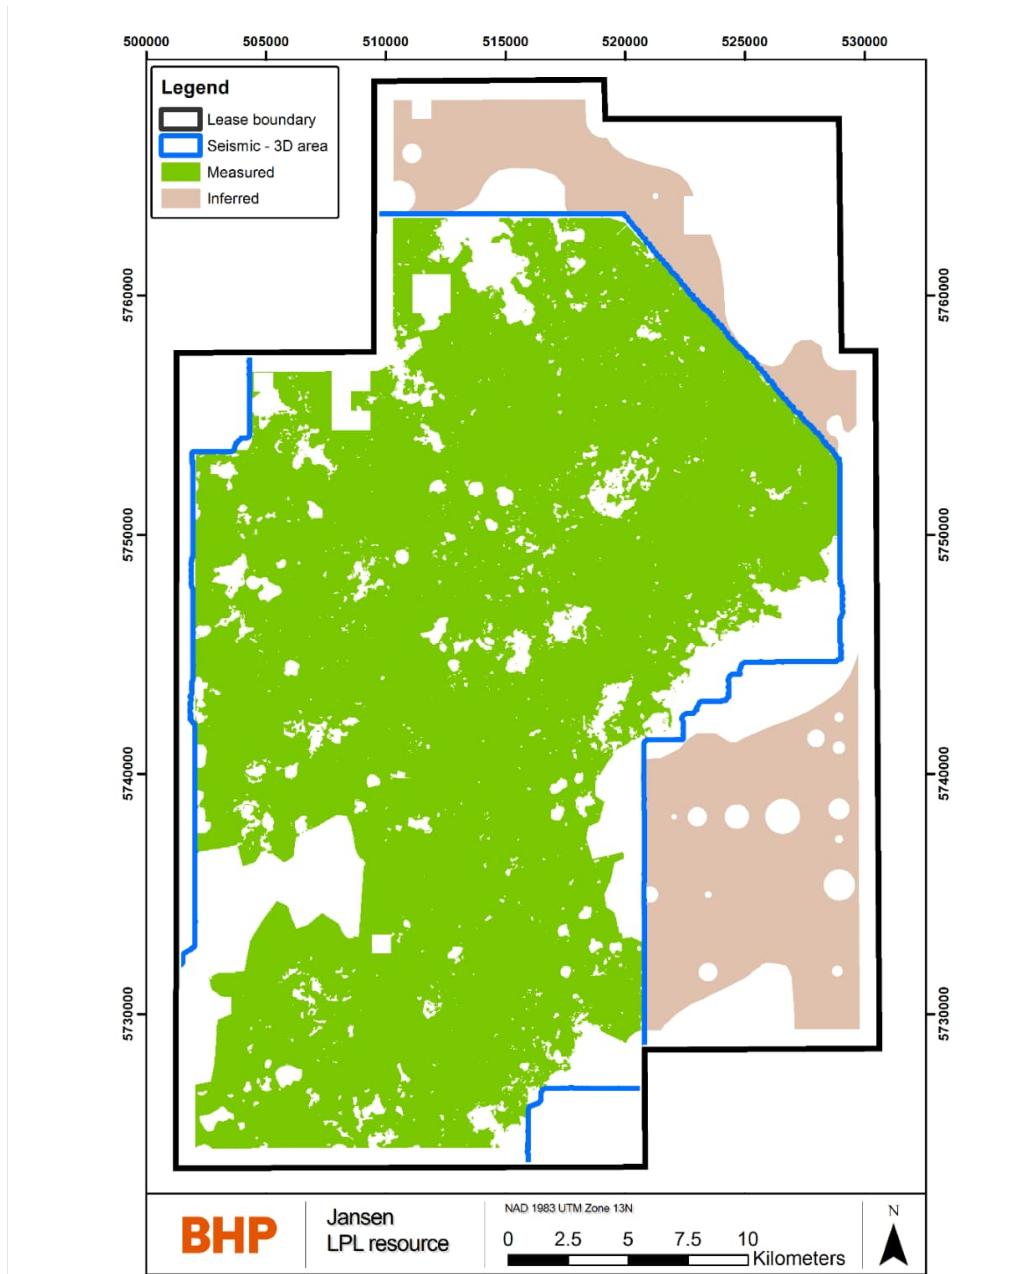 500000 505000 510000 515000 520000 525000 530000
Legend
Lease boundary
Seismic - 3D area
Measured
Inferred
5760000 5760000
5750000 5750000
5740000 5740000
5730000 5730000
BHP
Jansen
LPL resource
NAD 1983 UTM Zone 13N
0 2.5 5 7.5 10
Kilometers
N